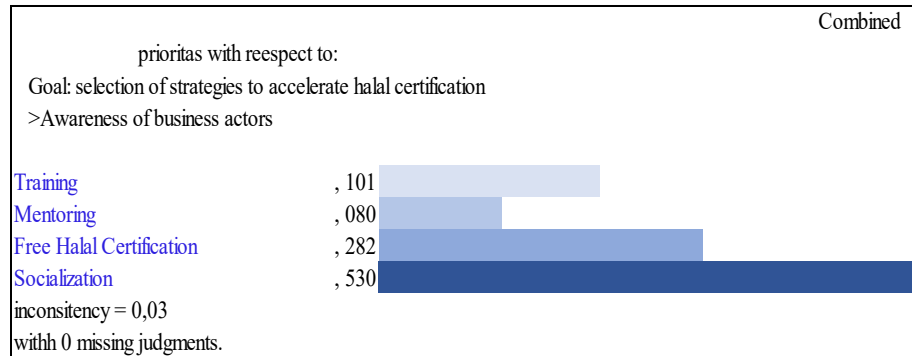 Combined
prioritas with reespect to:
Goal: selection of strategies to accelerate halal certification
>Awareness of business actors
Training , 101
Mentoring , 080
Free Halal Certification , 282
Socialization , 530
inconsitency = 0,03
withh 0 missing judgments.